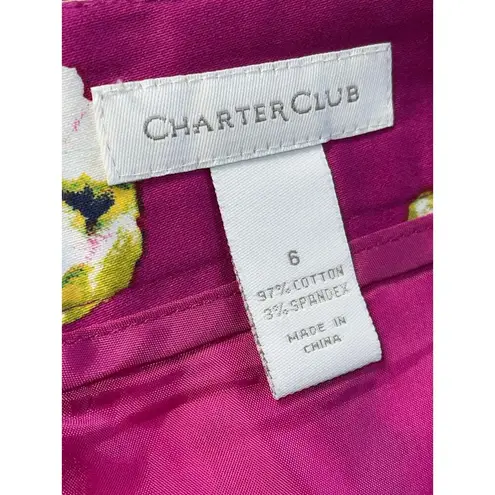 CHARTER CLUB
6
97% COTTON
3% SPANDEX
MADE IN
CHINA